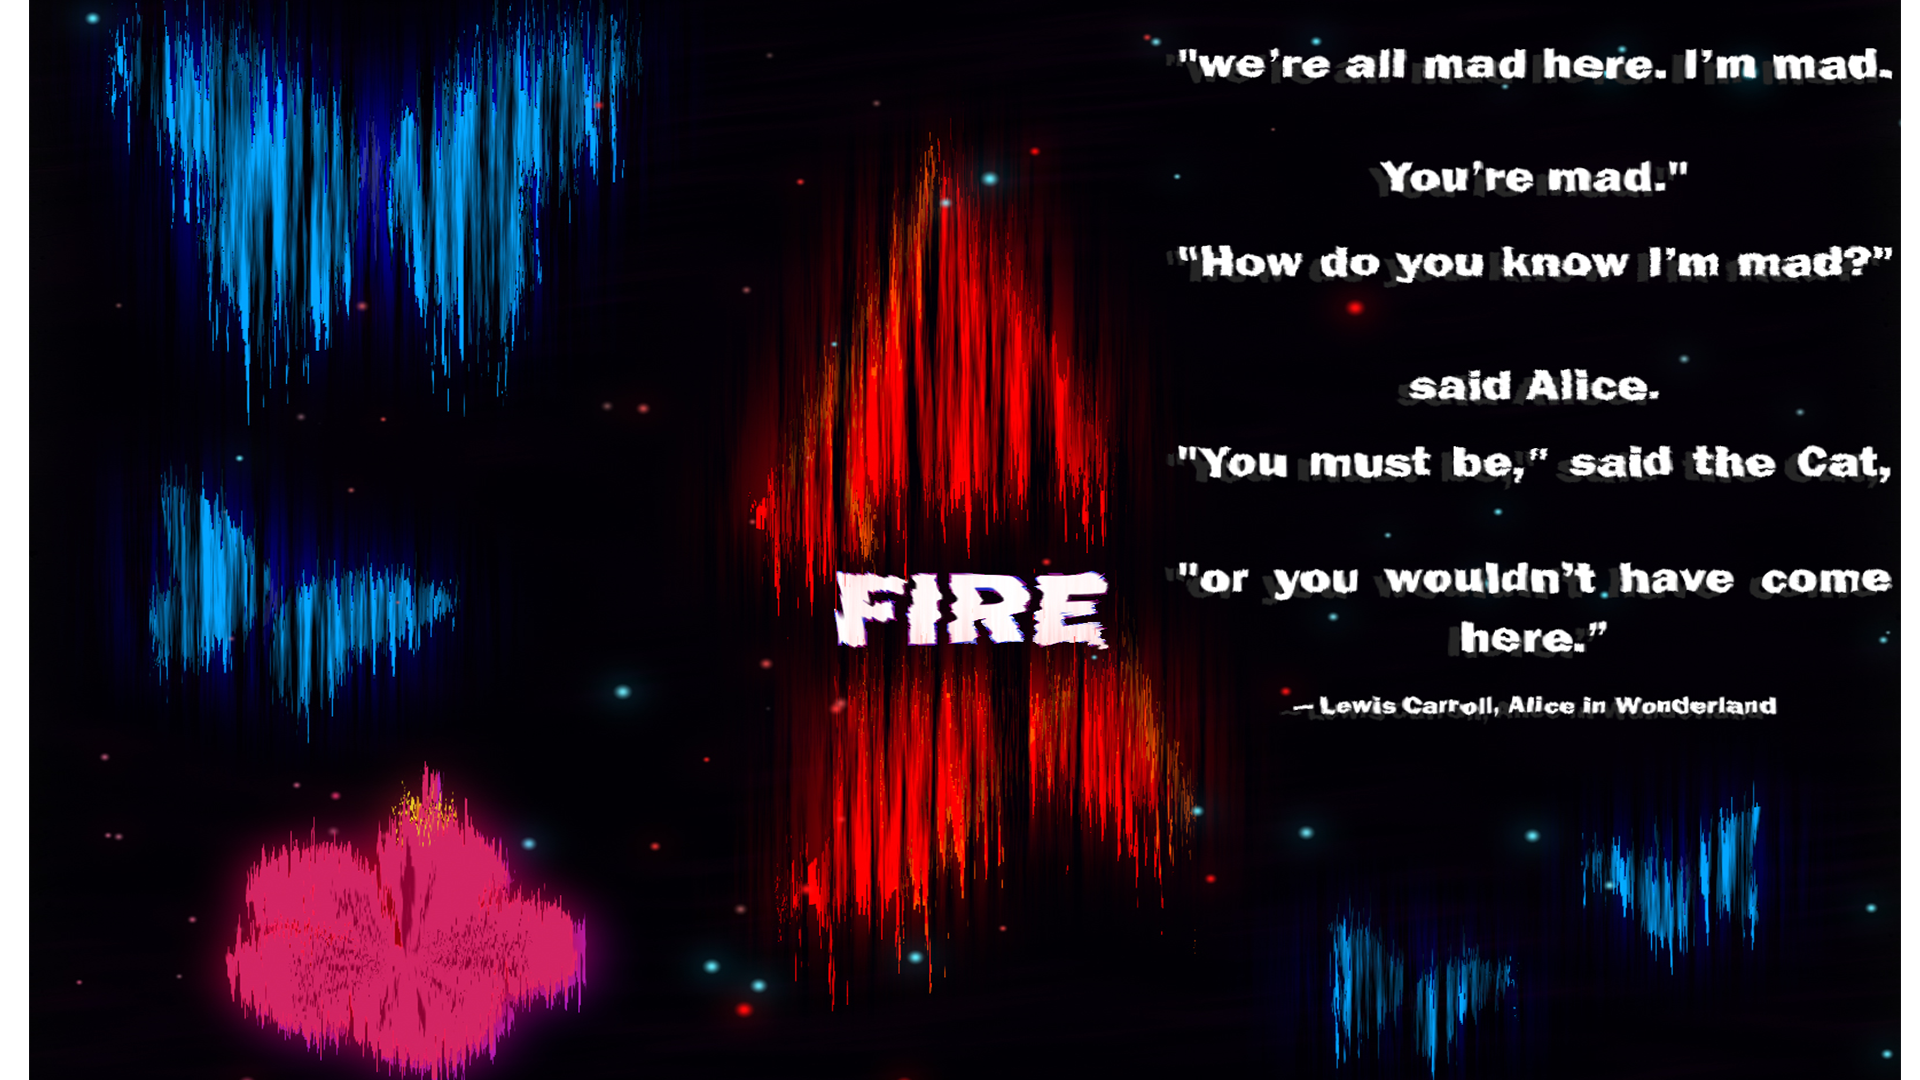 "we're all mad here. I'm mad.
You're mad."
“How do you know I'm mad?”
said Alice.
"You must be,” said the Cat,
"or you wouldn't have come
here.”
— Lewis Carroll, Alice in Wonderland
FIRE